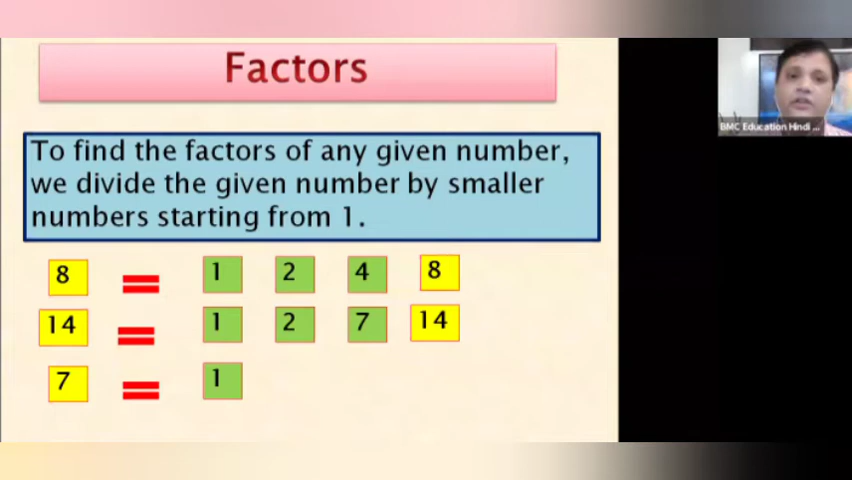 Factors
To find the factors of any given number,
we divide the given number by smaller
numbers starting from 1.
8 = 1 2 4 8
14 = 1 2 7 14
7 = 1
BMC Education Hindi ...